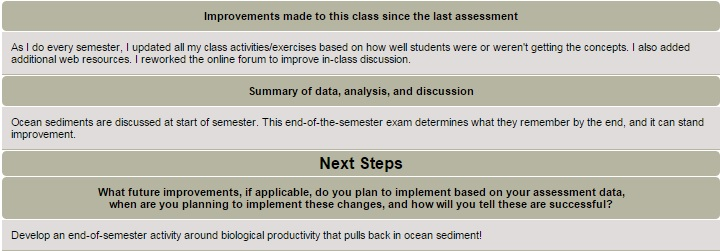 Improvements made to this class since the last assessment
As I do every semester, I updated all my class activities/exercises based on how well students were or weren't getting the concepts. I also added
additional web resources. I reworked the online forum to improve in-class discussion.
Summary of data, analysis, and discussion
Ocean sediments are discussed at start of semester. This end-of-the-semester exam determines what they remember by the end, and it can stand
improvement.
Next Steps
What future improvements, if applicable, do you plan to implement based on your assessment data,
when are you planning to implement these changes, and how will you tell these are successful?
Develop an end-of-semester activity around biological productivity that pulls back in ocean sediment!